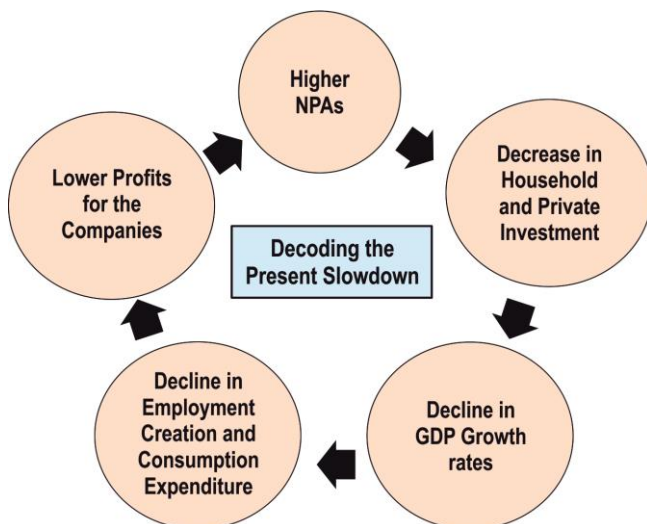 Higher
NPAs
Decrease in
Household
and Private
Investment
Decline in
GDP Growth
rates
Decline in
Employment
Creation and
Consumption
Expenditure
Lower Profits
for the
Companies
Decoding the
Present Slowdown